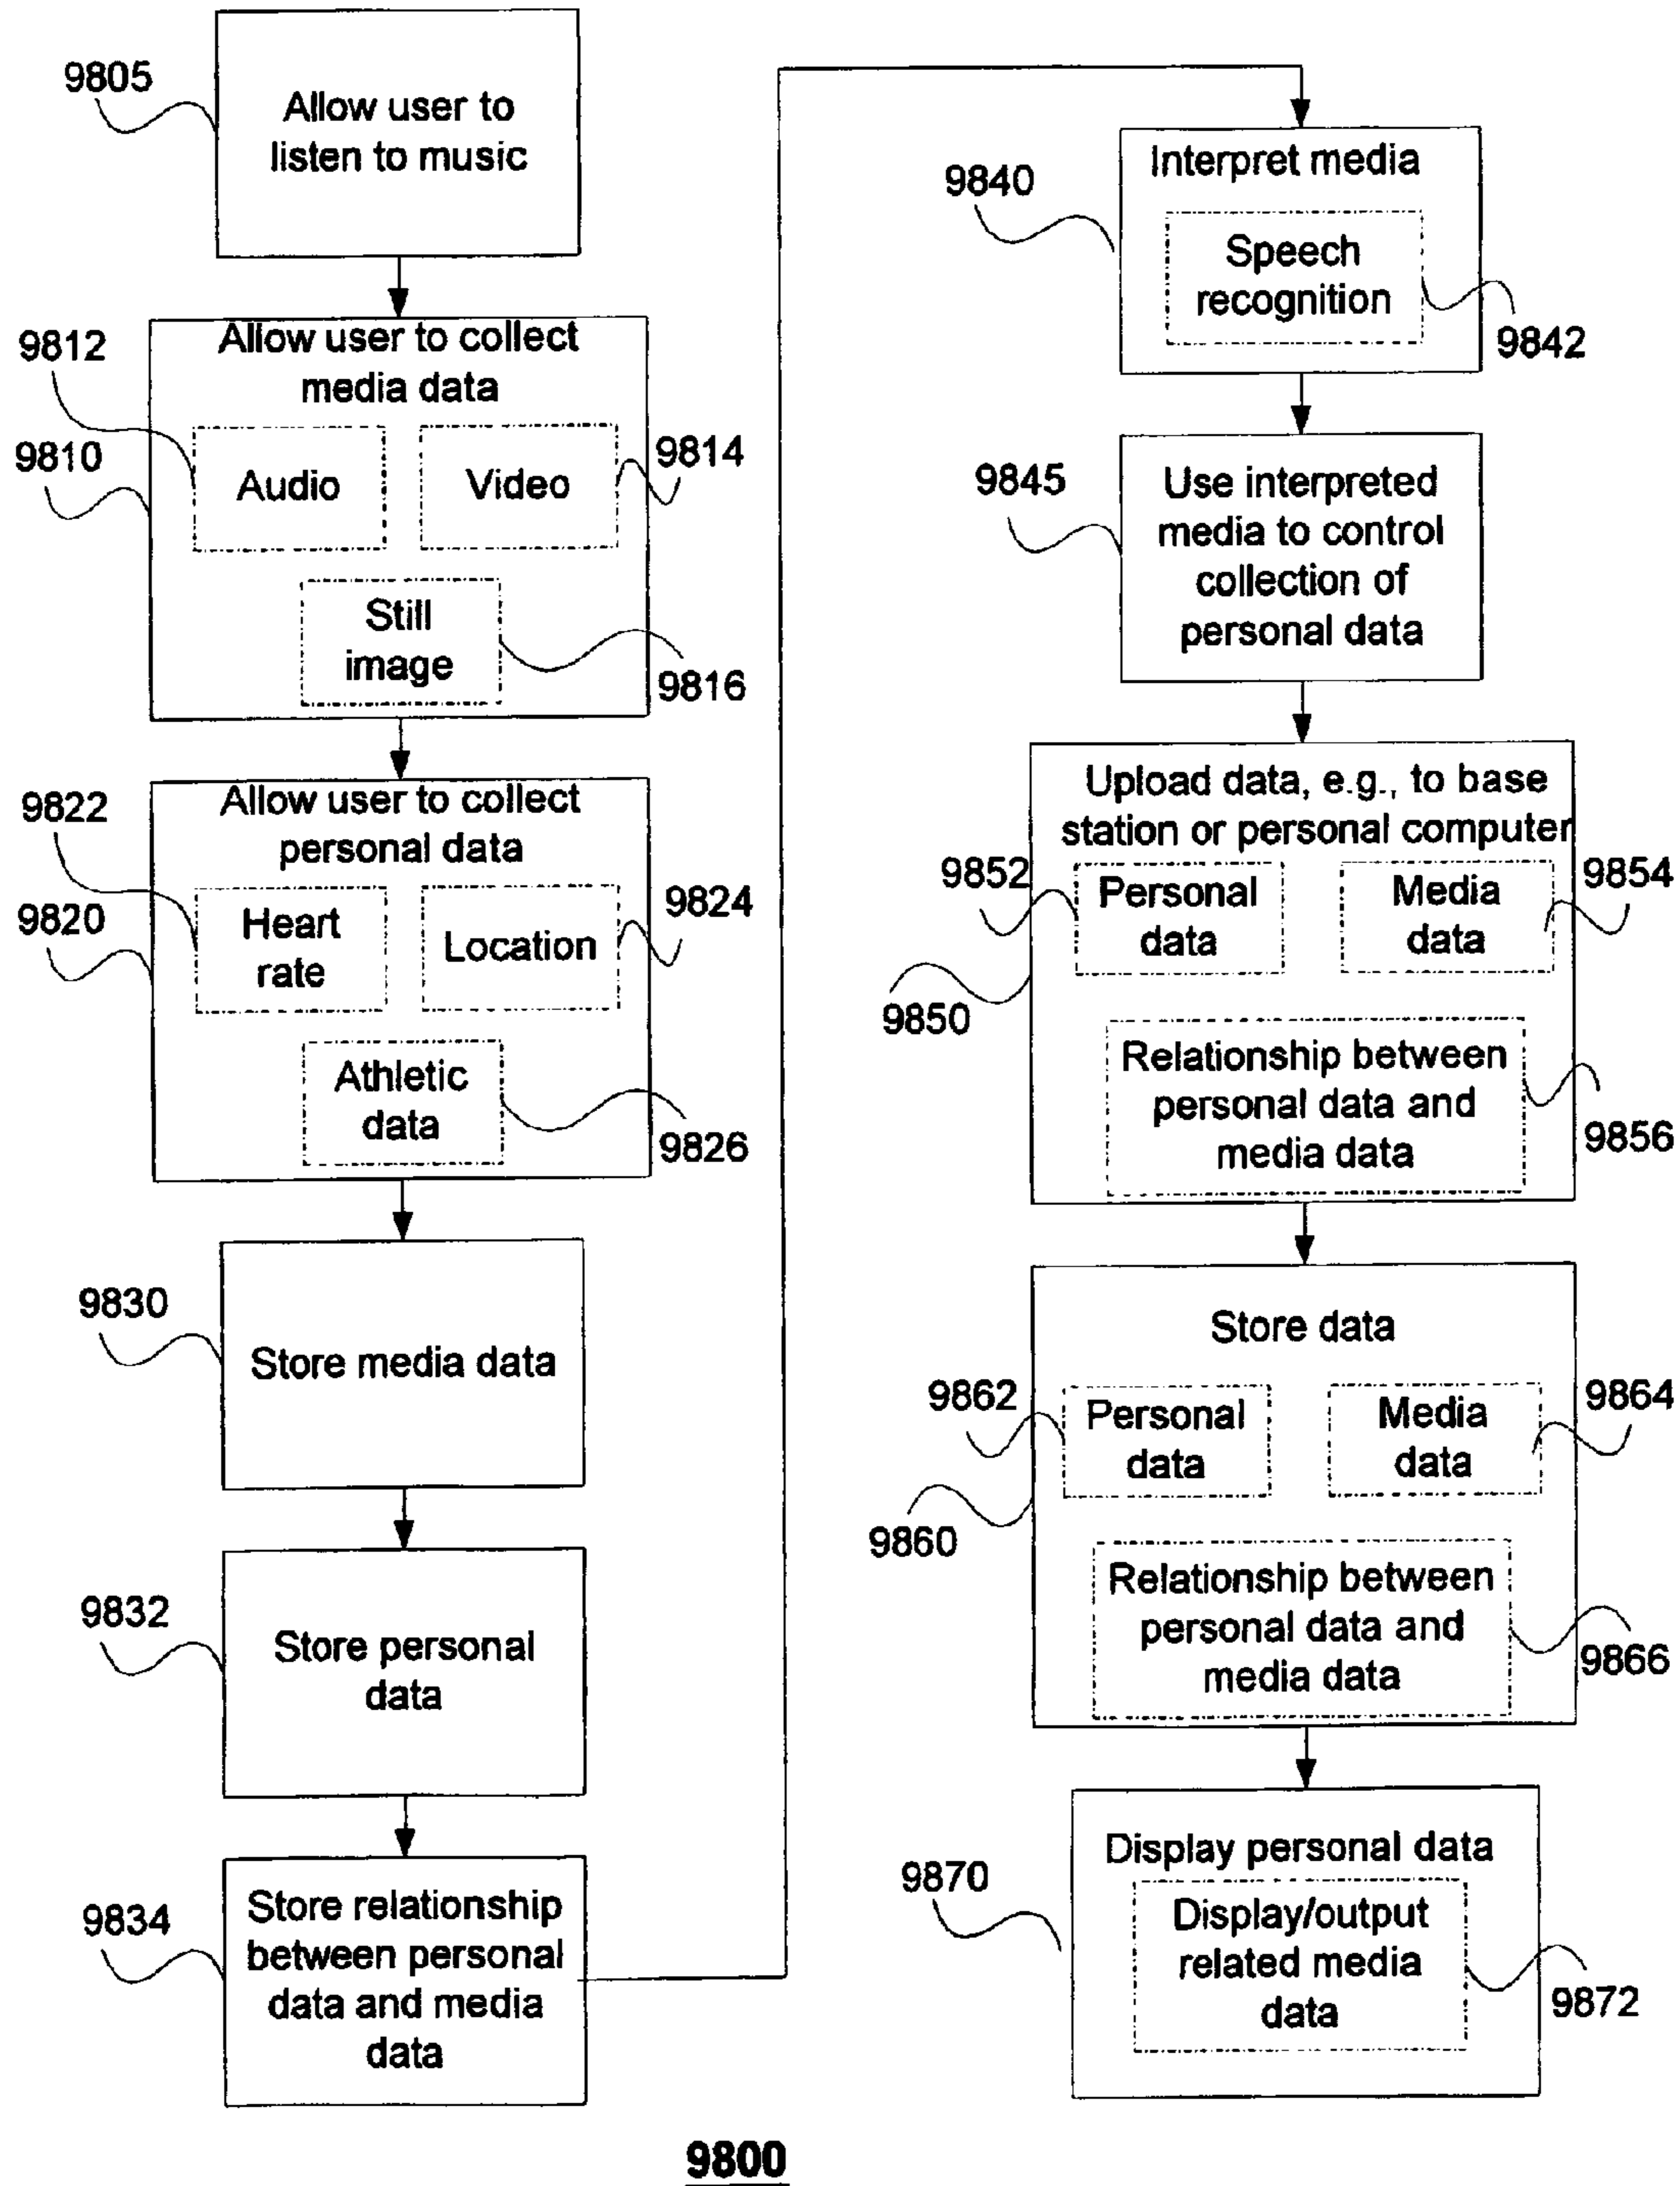 9805
Allow user to
listen to music
9812
9810
Allow user to collect
media data
Audio
Video
9814
Still
image
9816
9822
9820
Allow user to collect
personal data
Heart
rate
Location
9824
Athletic
data
9826
9830
Store media data
9832
Store personal
data
9834
Store relationship
between personal
data and media
data
9840
Interpret media
Speech
recognition
9842
9845
Use interpreted
media to control
collection of
personal data
Upload data, e.g., to base
station or personal computer
9852
Personal
data
Media
data
9854
9850
Relationship between
personal data and
media data
9856
Store data
9862
Personal
data
Media
data
9864
9860
Relationship between
personal data and
media data
9866
9870
Display personal data
Display/output
related media
data
9872
9800